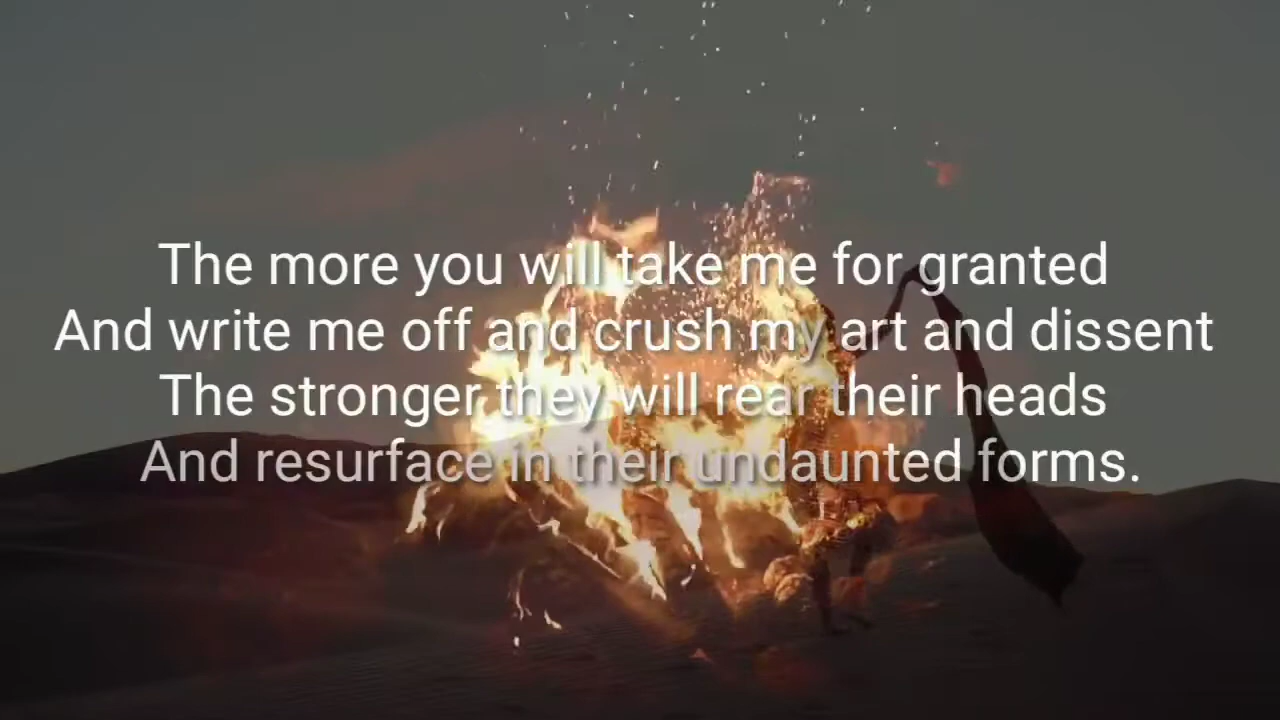 The more you will take me for granted
And write me off and crush my art and dissent
The stronger they will rear their heads
And resurface in their undaunted forms.